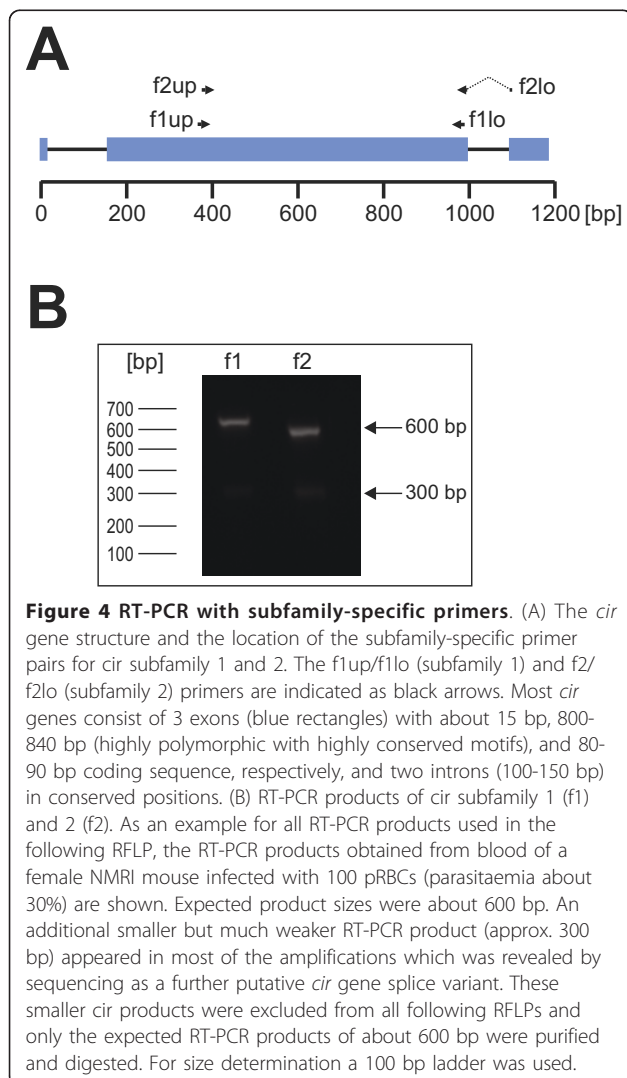 A
f2up
f2lo
f1up
f1lo
0 200 400 600 800 1000 1200 [bp]
B
[bp] f1 f2
700
600
600 bp
500
400
300
300 bp
200
100
Figure 4 RT-PCR with subfamily-specific primers. (A) The cir
gene structure and the location of the subfamily-specific primer
pairs for cir subfamily 1 and 2. The f1up/f1lo (subfamily 1) and f2/
f2lo (subfamily 2) primers are indicated as black arrows. Most cir
genes consist of 3 exons (blue rectangles) with about 15 bp, 800-
840 bp (highly polymorphic with highly conserved motifs), and 80-
90 bp coding sequence, respectively, and two introns (100-150 bp)
in conserved positions. (B) RT-PCR products of cir subfamily 1 (f1)
and 2 (f2). As an example for all RT-PCR products used in the
following RFLP, the RT-PCR products obtained from blood of a
female NMRI mouse infected with 100 pRBCs (parasitaemia about
30%) are shown. Expected product sizes were about 600 bp. An
additional smaller but much weaker RT-PCR product (approx. 300
bp) appeared in most of the amplifications which was revealed by
sequencing as a further putative cir gene splice variant. These
smaller cir products were excluded from all following RFLPs and
only the expected RT-PCR products of about 600 bp were purified
and digested. For size determination a 100 bp ladder was used.